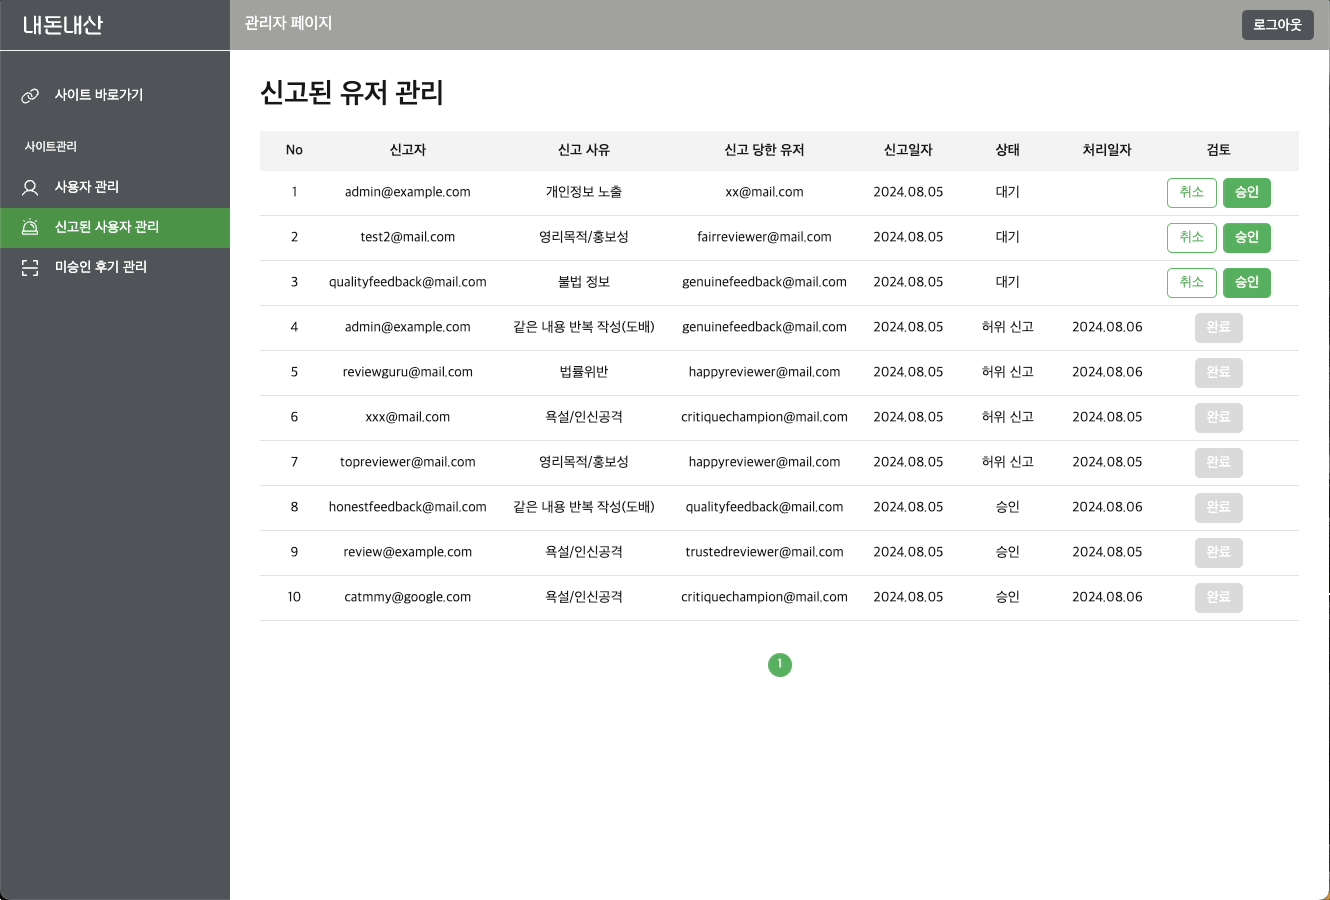 내돈내산
관리자 페이지
로그아웃
사이트 바로가기
사이트관리
사용자 관리
신고된 사용자 관리
미승인 후기 관리
신고된 유저 관리
No 신고자 신고 사유 신고 당한 유저 신고일자 상태 처리일자 검토
1 admin@example.com 개인정보 노출 xx@mail.com 2024.08.05 대기 취소 승인
2 test2@mail.com 영리목적/홍보성 fairreviewer@mail.com 2024.08.05 대기 취소 승인
3 qualityfeedback@mail.com 불법 정보 genuinefeedback@mail.com 2024.08.05 대기 취소 승인
4 admin@example.com 같은 내용 반복 작성(도배) genuinefeedback@mail.com 2024.08.05 허위 신고 2024.08.06 완료
5 reviewguru@mail.com 법률위반 happyreviewer@mail.com 2024.08.05 허위 신고 2024.08.06 완료
6 xxx@mail.com 욕설/인신공격 critiquechampion@mail.com 2024.08.05 허위 신고 2024.08.05 완료
7 topreviewer@mail.com 영리목적/홍보성 happyreviewer@mail.com 2024.08.05 허위 신고 2024.08.05 완료
8 honestfeedback@mail.com 같은 내용 반복 작성(도배) qualityfeedback@mail.com 2024.08.05 승인 2024.08.06 완료
9 review@example.com 욕설/인신공격 trustedreviewer@mail.com 2024.08.05 승인 2024.08.05 완료
10 catmmy@google.com 욕설/인신공격 critiquechampion@mail.com 2024.08.05 승인 2024.08.06 완료
1